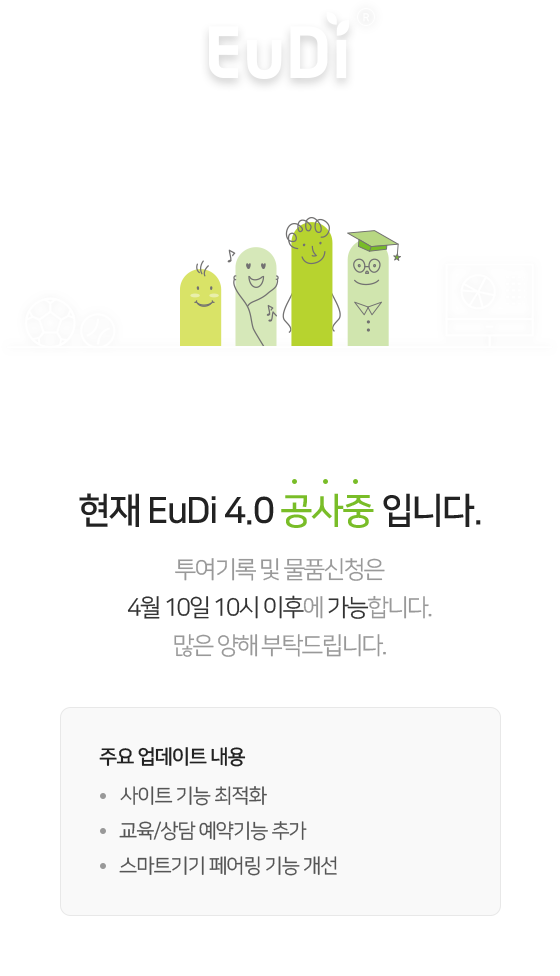 EuDi
현재 EuDi 4.0 공사중 입니다.
투여기록 및 물품신청은
4월 10일 10시 이후에 가능합니다.
많은 양해 부탁드립니다.
주요 업데이트 내용
• 사이트 기능 최적화
• 교육/상담 예약기능 추가
• 스마트기기 페어링 기능 개선